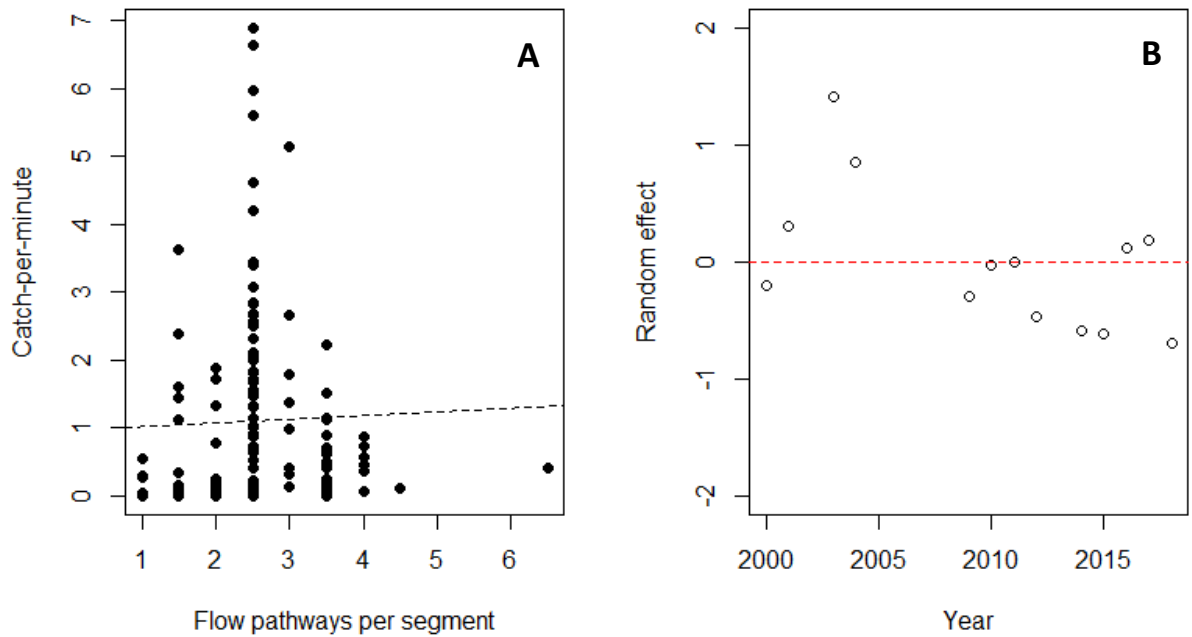 A
7
6
5
4
3
2
1
0
Catch-per-minute
1 2 3 4 5 6
Flow pathways per segment
B
2
1
0
-1
-2
Random effect
2000 2005 2010 2015
Year